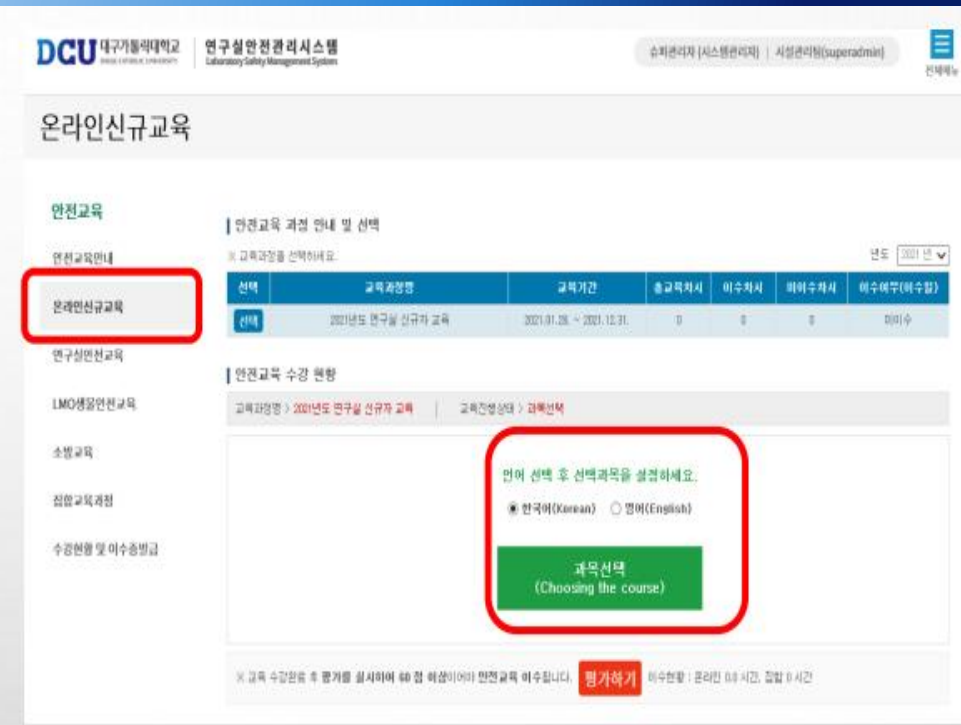 DCU 대구가톨릭대학교 연구실안전관리시스템
Laboratory Safety Management System
슈퍼관리자 (시스템관리자) | 시설관리팀(superadmin)
전체메뉴
온라인신규교육
안전교육
안전교육안내
온라인신규교육
연구실안전교육
LMO생물안전교육
소방교육
집합교육과정
수강현황 및 이수증발급
안전교육 과정 안내 및 선택
※ 교육과정을 선택하세요.
년도 2021 년
선택 교육과정명 교육기간 총교육차시 이수차시 미이수차시 이수여부(이수일)
선택 2021년도 연구실 신규자 교육 2021.01.28. ~ 2021.12.31. 0 0 0 미이수
안전교육 수강 현황
교육과정명 > 2021년도 연구실 신규자 교육 | 교육진행상태 > 과목선택
언어 선택 후 선택과목을 설정하세요.
한국어(Korean) 영어(English)
과목선택
(Choosing the course)
※ 교육 수강완료 후 평가를 실시하여 60 점 이상이어야 안전교육 이수됩니다. 평가하기 이수현황 : 온라인 0.0 시간, 집합 0 시간